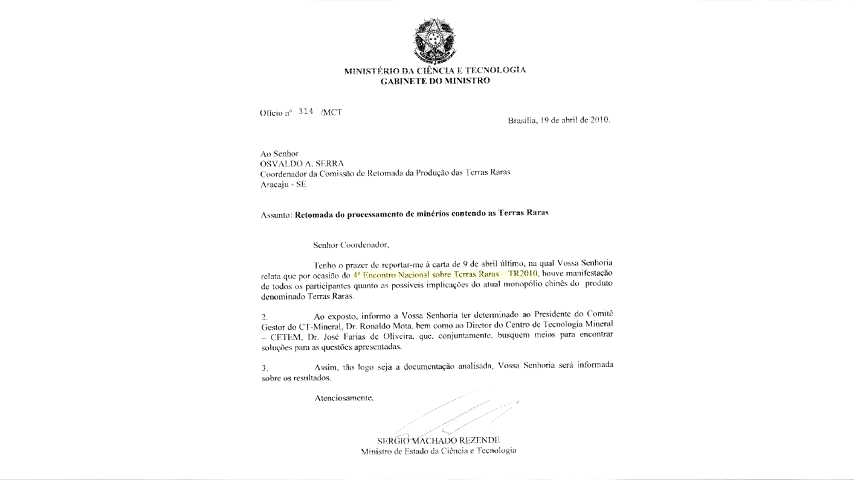 MINISTÉRIO DA CIÊNCIA E TECNOLOGIA
GABINETE DO MINISTRO
Ofício nº 314 /MCT
Brasília, 19 de abril de 2010.
Ao Senhor
OSVALDO A. SERRA
Coordenador da Comissão de Retomada da Produção das Terras Raras
Aracaju - SE
Assunto: Retomada do processamento de minérios contendo as Terras Raras
Senhor Coordenador,
Tenho o prazer de reportar-me à carta de 9 de abril último, na qual Vossa Senhoria
relata que por ocasião do 4º Encontro Nacional sobre Terras Raras - TR2010, houve manifestação
de todos os participantes quanto as possíveis implicações do atual monopólio chinês do produto
denominado Terras Raras.
2. Ao exposto, informo a Vossa Senhoria ter determinado ao Presidente do Comitê
Gestor do CT-Mineral, Dr. Ronaldo Mota, bem como ao Diretor do Centro de Tecnologia Mineral
– CETEM, Dr. José Farias de Oliveira, que, conjuntamente, busquem meios para encontrar
soluções para as questões apresentadas.
3. Assim, tão logo seja a documentação analisada, Vossa Senhoria será informada
sobre os resultados.
Atenciosamente,
SERGIO MACHADO REZENDE
Ministro de Estado da Ciência e Tecnologia